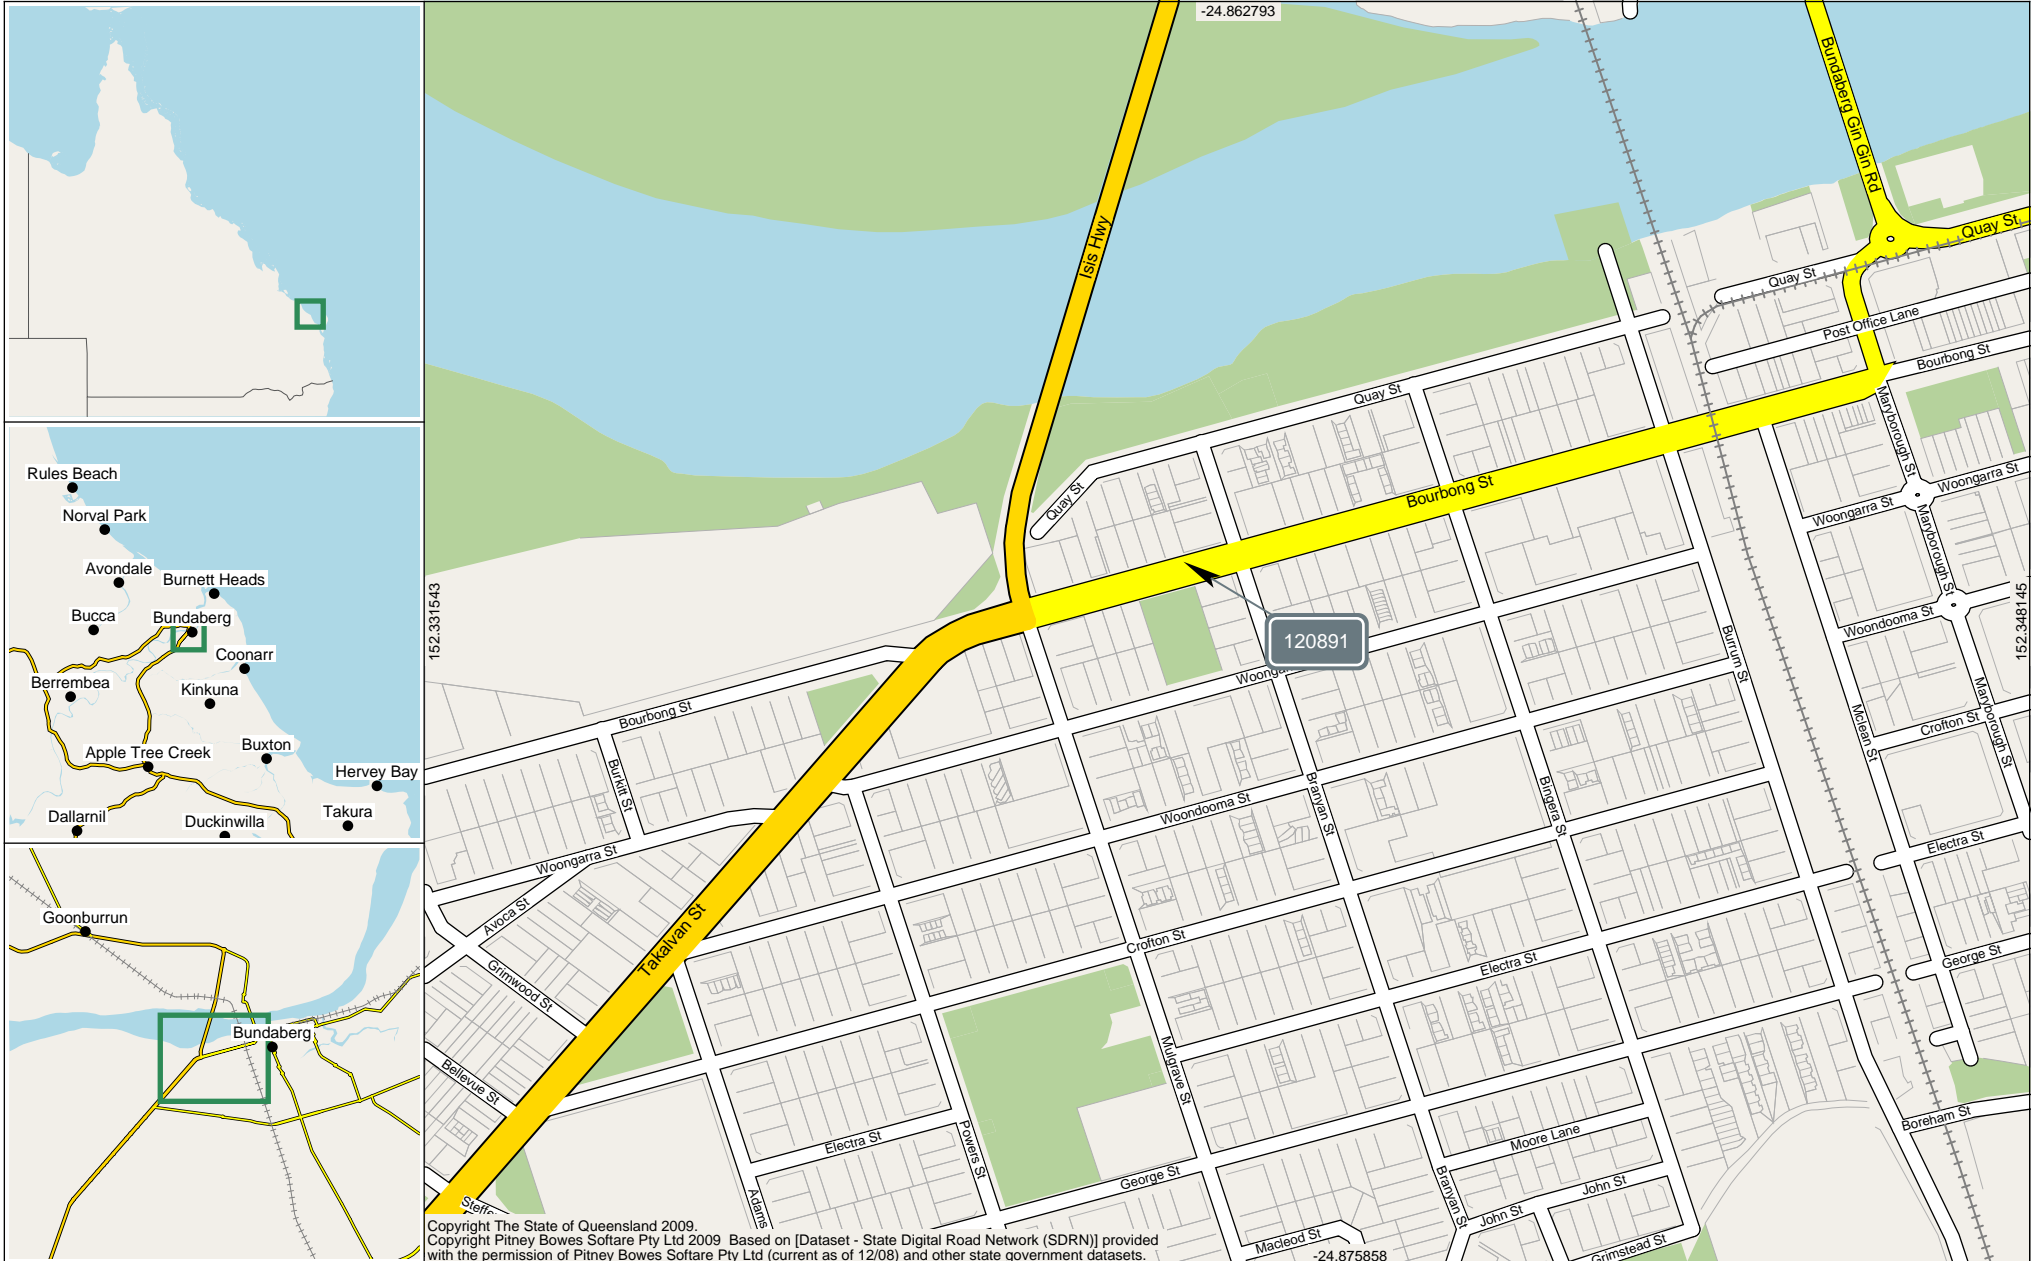 Rules Beach
Norval Park
Avondale
Burnett Heads
Bucca
Bundaberg
Coonarr
Berrembea
Kinkuna
Apple Tree Creek
Buxton
Hervey Bay
Dallarnil
Duckinwilla
Takura
Goonburrun
Bundaberg
-24.862793
152.331543
152.348145
-24.875858
Isis Hwy
Bundaberg Gin Gin Rd
Quay St
Quay St
Post Office Lane
Bourbong St
Quay St
Quay St
Bourbong St
Maryborough St
Woongarra St
Woongarra St
Maryborough St
120891
Woondooma St
Burrum St
Bourbong St
Mclean St
Crofton St
Maryborough St
Burkitt St
Branyan St
Bingera St
Woondooma St
Woongarra St
Electra St
Avoca St
Takalvan St
Crofton St
Electra St
George St
Grimwood St
Bellevue St
Mulgrave St
Boreham St
Electra St
Powers St
Moore Lane
George St
Branyan St
John St
John St
Adams
Macleod St
Grimstead St
Copyright The State of Queensland 2009.
Copyright Pitney Bowes Softare Pty Ltd 2009 Based on [Dataset - State Digital Road Network (SDRN)] provided
with the permission of Pitney Bowes Softare Pty Ltd (current as of 12/08) and other state government datasets.